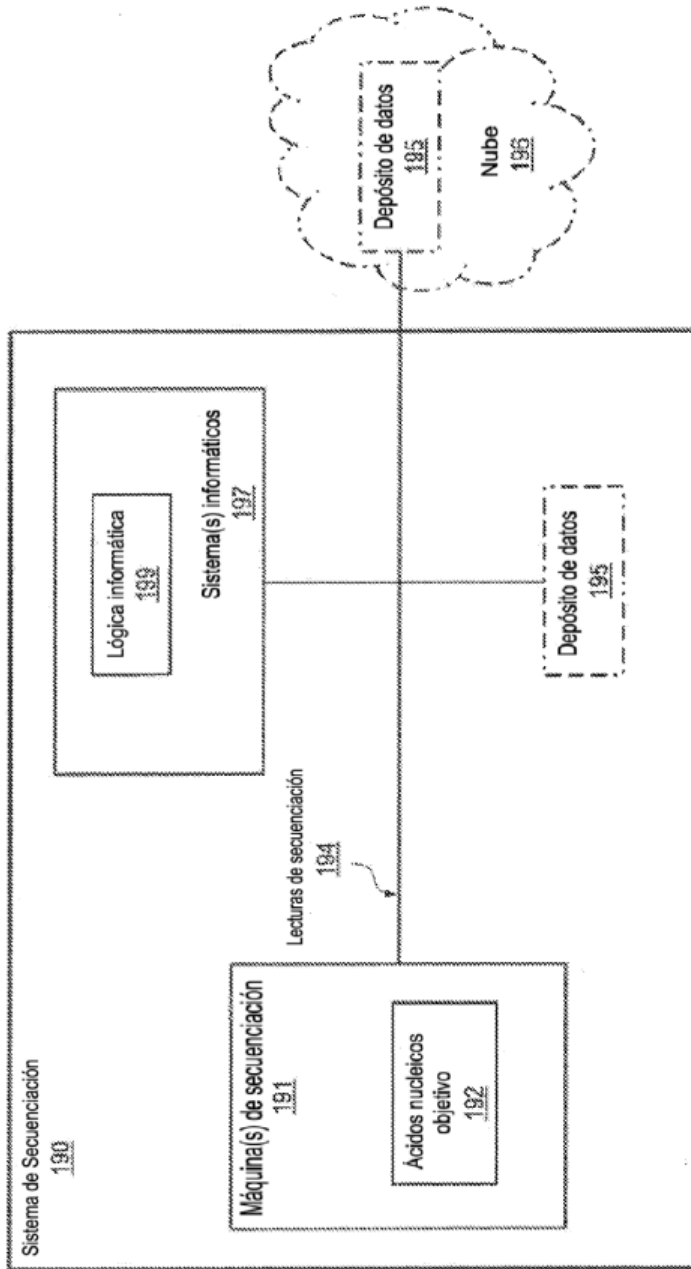 Sistema de Secuenciación
190
Máquina(s) de secuenciación
191
Ácidos nucleicos
objetivo
192
Lecturas de secuenciación
194
Lógica informática
199
Sistema(s) informáticos
197
Depósito de datos
195
Depósito de datos
195
Nube
196